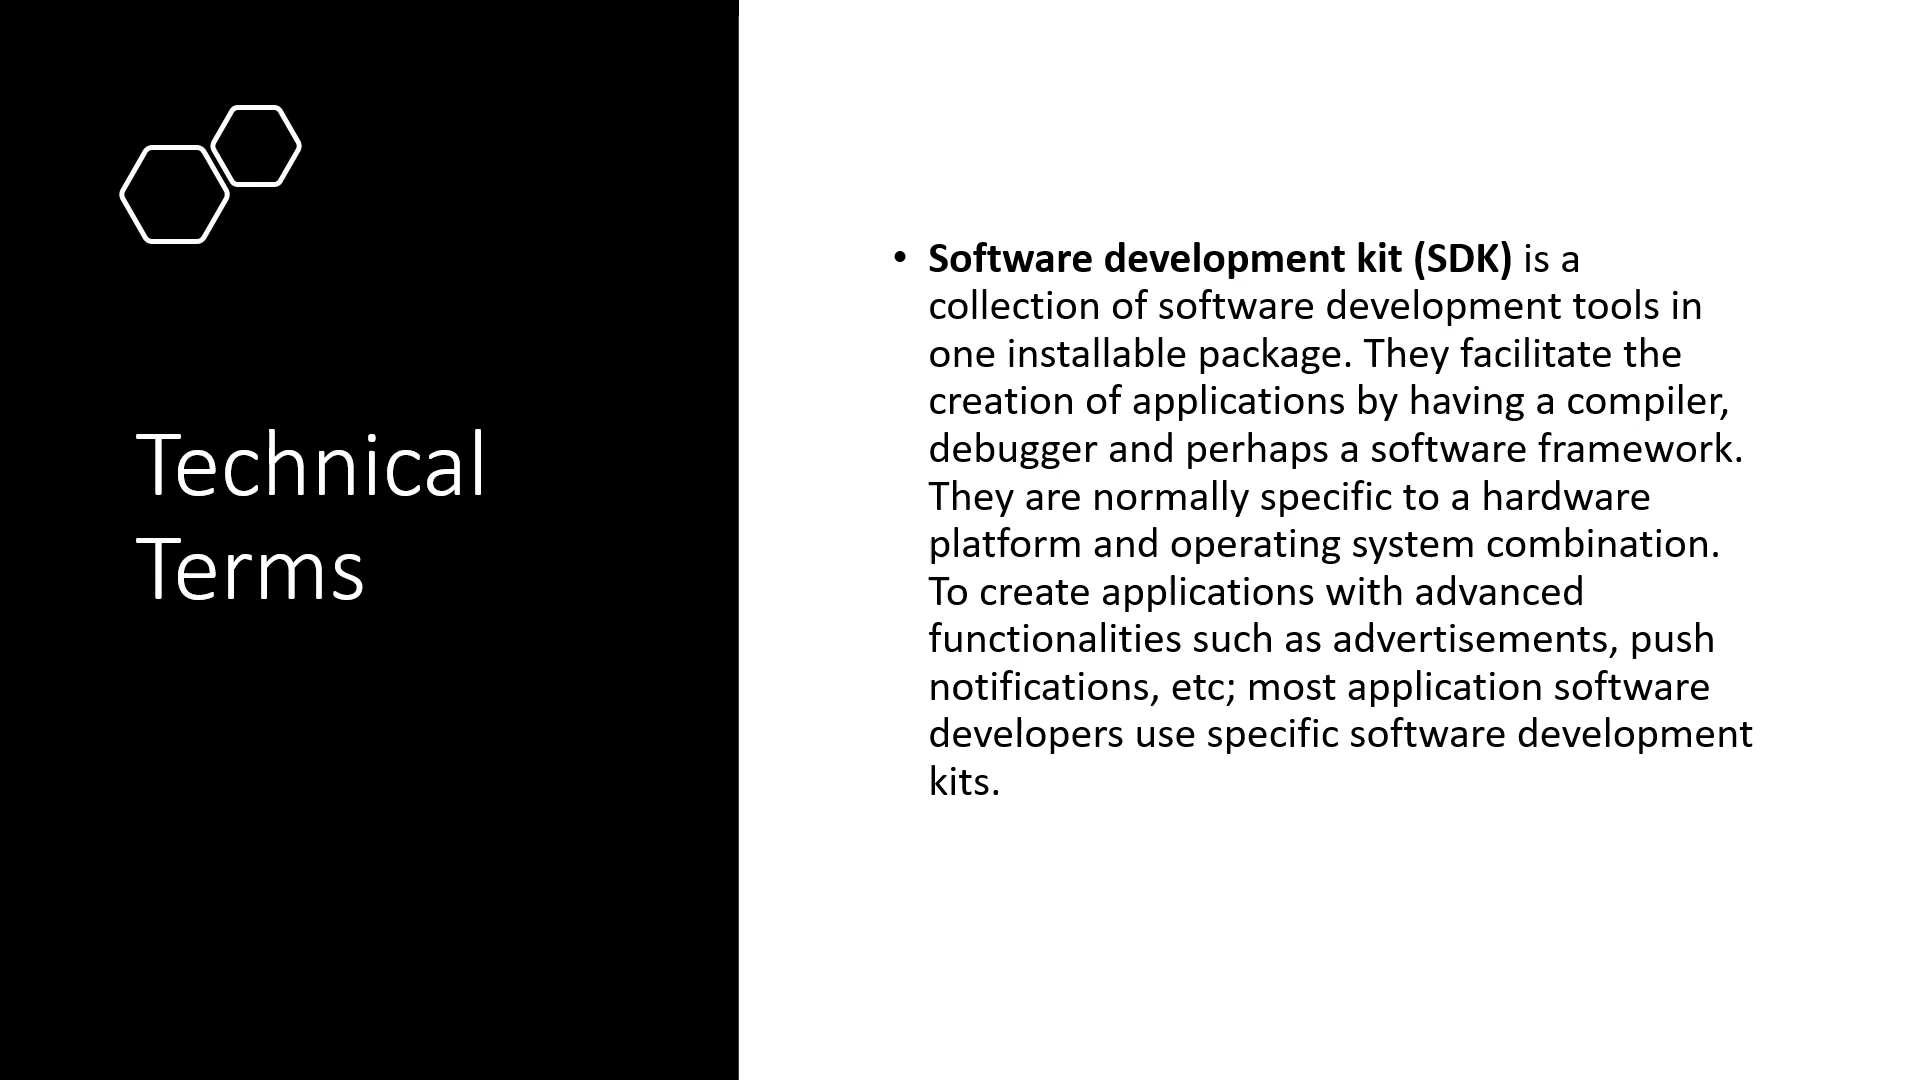 Technical
Terms
• Software development kit (SDK) is a
collection of software development tools in
one installable package. They facilitate the
creation of applications by having a compiler,
debugger and perhaps a software framework.
They are normally specific to a hardware
platform and operating system combination.
To create applications with advanced
functionalities such as advertisements, push
notifications, etc; most application software
developers use specific software development
kits.